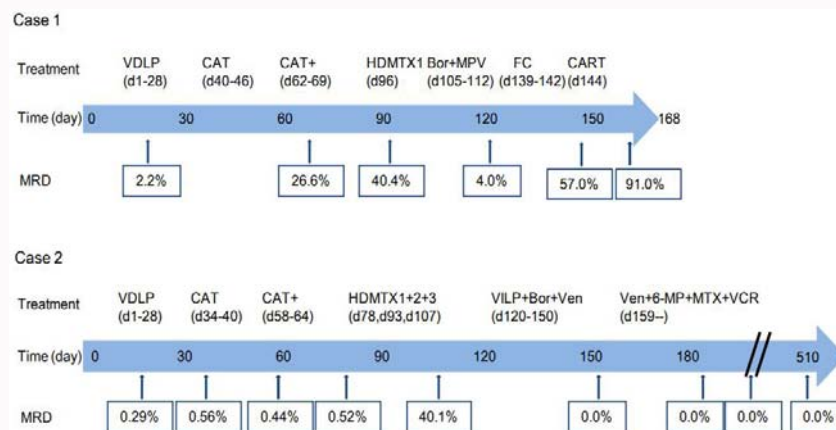 Case 1
Treatment VDLP CAT CAT+ HDMTX1 Bor+MPV FC CART
(d1-28) (d40-46) (d62-69) (d96) (d105-112) (d139-142) (d144)
Time (day) 0 30 60 90 120 150 168
MRD 2.2% 26.6% 40.4% 4.0% 57.0% 91.0%
Case 2
Treatment VDLP CAT CAT+ HDMTX1+2+3 VILP+Bor+Ven Ven+6-MP+MTX+VCR
(d1-28) (d34-40) (d58-64) (d78,d93,d107) (d120-150) (d159--)
Time (day) 0 30 60 90 120 150 180 510
MRD 0.29% 0.56% 0.44% 0.52% 40.1% 0.0% 0.0% 0.0% 0.0%